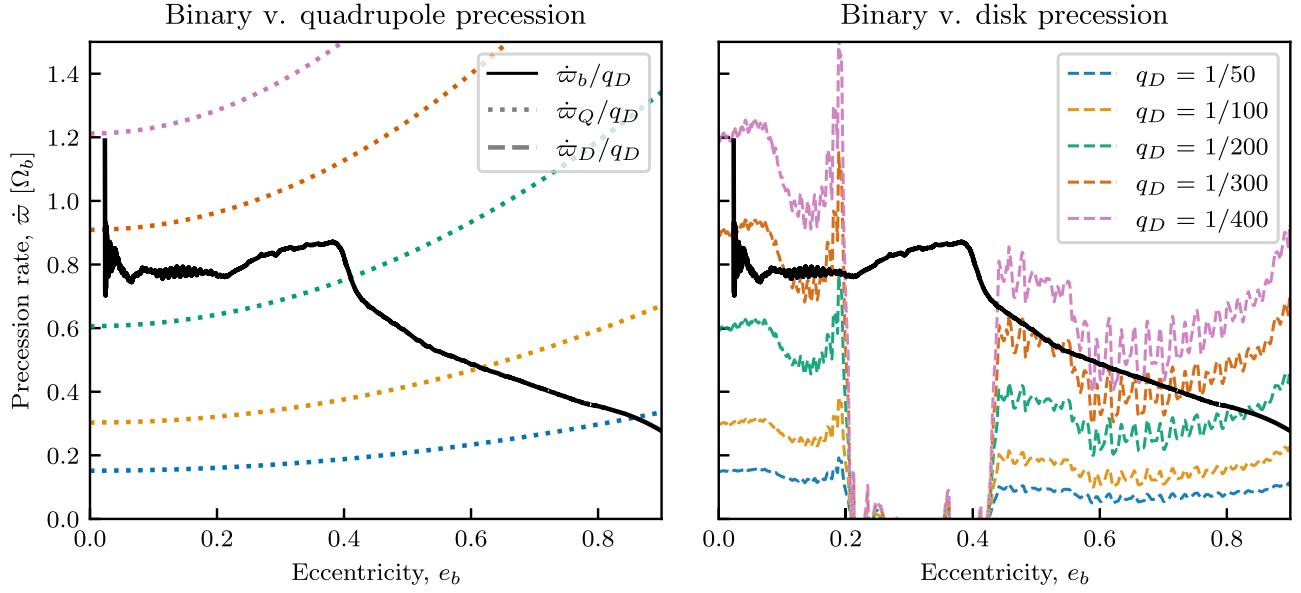 Binary v. quadrupole precession
Precession rate, ϖ̇ [Ω_b]
1.4
1.2
1.0
0.8
0.6
0.4
0.2
0.0
ϖ̇_b/q_D
ϖ̇_Q/q_D
ϖ̇_D/q_D
0.0 0.2 0.4 0.6 0.8
Eccentricity, e_b
Binary v. disk precession
q_D = 1/50
q_D = 1/100
q_D = 1/200
q_D = 1/300
q_D = 1/400
0.0 0.2 0.4 0.6 0.8
Eccentricity, e_b